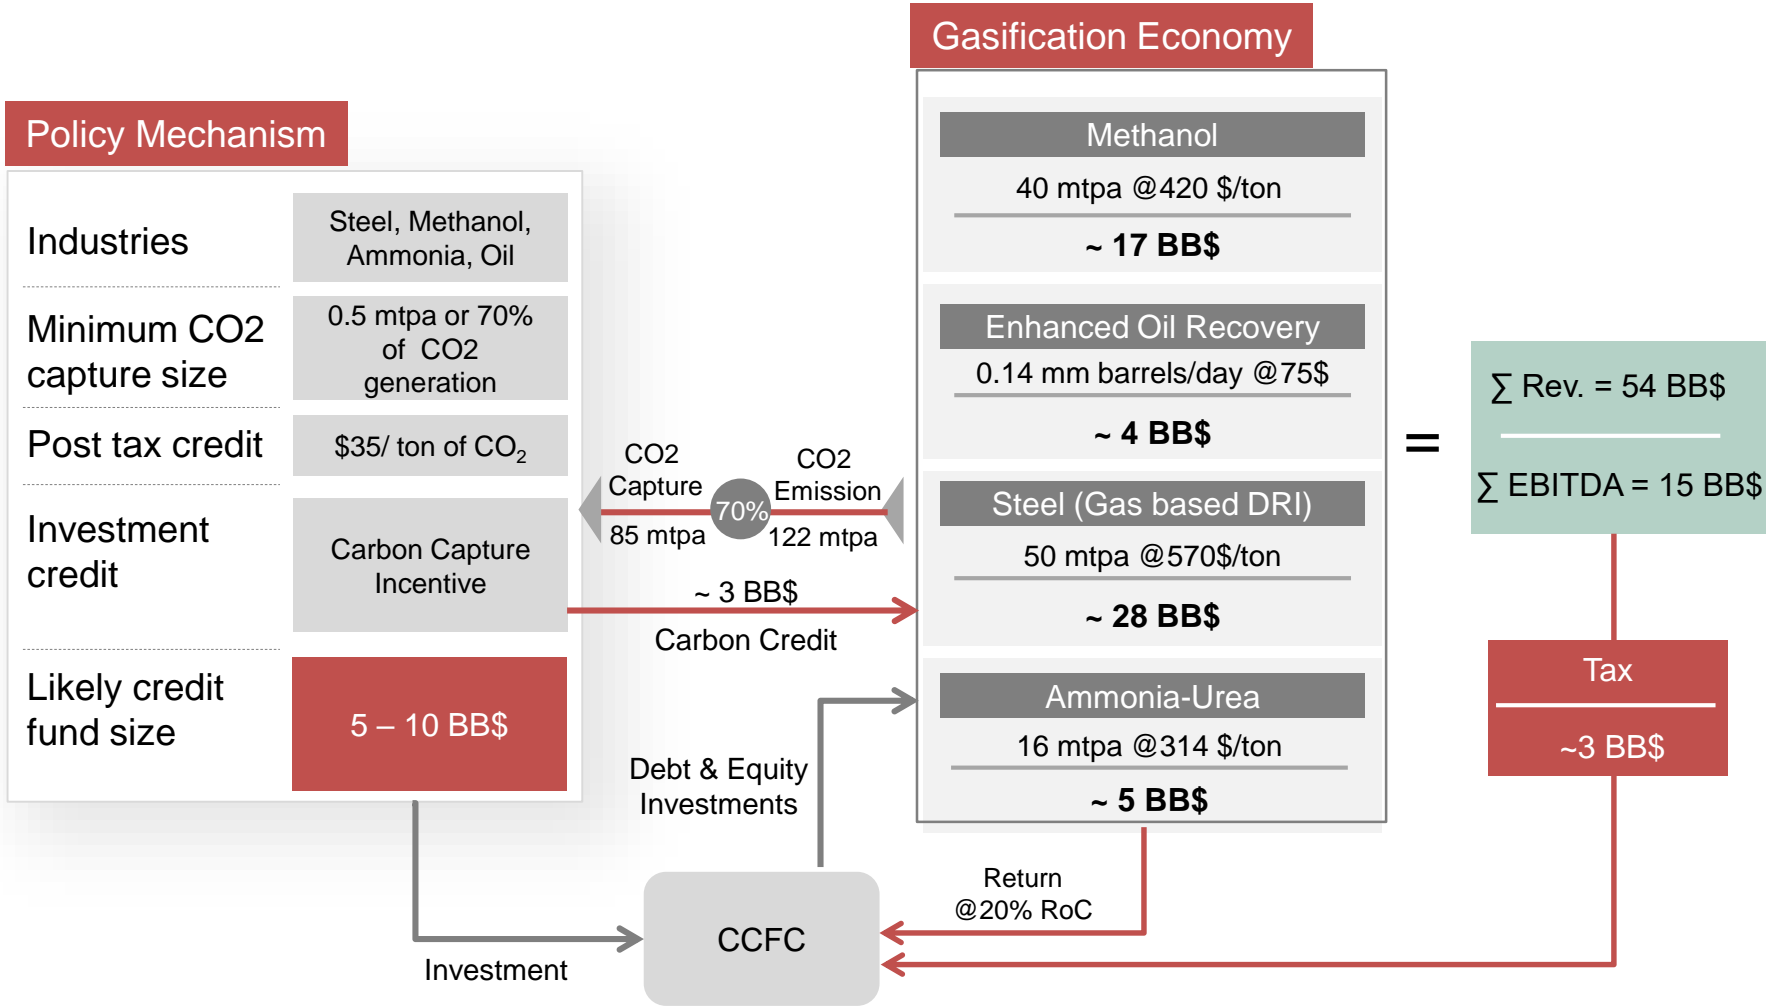 Gasification Economy
Policy Mechanism
Industries
Steel, Methanol,
Ammonia, Oil
Minimum CO2
capture size
0.5 mtpa or 70%
of CO2
generation
Post tax credit
$35/ ton of CO₂
Investment
credit
Carbon Capture
Incentive
Likely credit
fund size
5 – 10 BB$
CO2
Capture
85 mtpa
70%
CO2
Emission
122 mtpa
~ 3 BB$
Carbon Credit
Debt & Equity
Investments
Investment
CCFC
Return
@20% RoC
Methanol
40 mtpa @420 $/ton
~ 17 BB$
Enhanced Oil Recovery
0.14 mm barrels/day @75$
~ 4 BB$
Steel (Gas based DRI)
50 mtpa @570$/ton
~ 28 BB$
Ammonia-Urea
16 mtpa @314 $/ton
~ 5 BB$
=
∑ Rev. = 54 BB$
∑ EBITDA = 15 BB$
Tax
~3 BB$